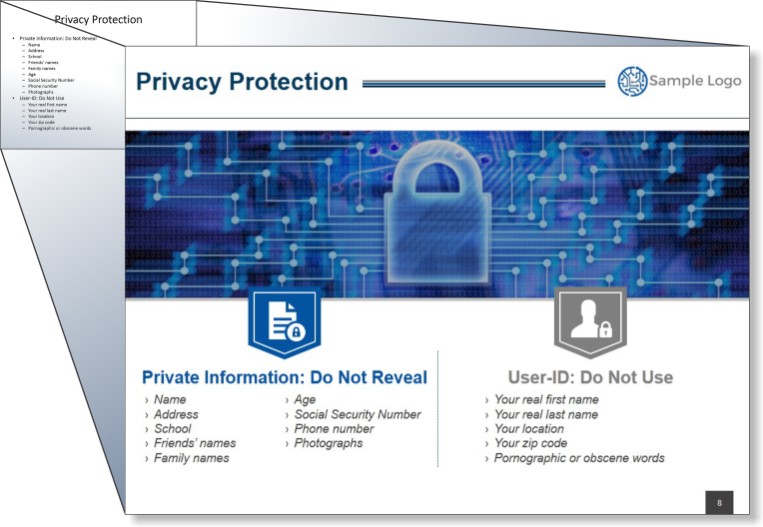 Privacy Protection
• Private Information: Do Not Reveal
– Name
– Address
– School
– Friends' names
– Family names
– Age
– Social Security Number
– Phone number
– Photographs
• User-ID: Do Not Use
– Your real first name
– Your real last name
– Your location
– Your zip code
– Pornographic or obscene words
Privacy Protection
Sample Logo
Private Information: Do Not Reveal
› Name
› Address
› School
› Friends' names
› Family names
› Age
› Social Security Number
› Phone number
› Photographs
User-ID: Do Not Use
› Your real first name
› Your real last name
› Your location
› Your zip code
› Pornographic or obscene words
8